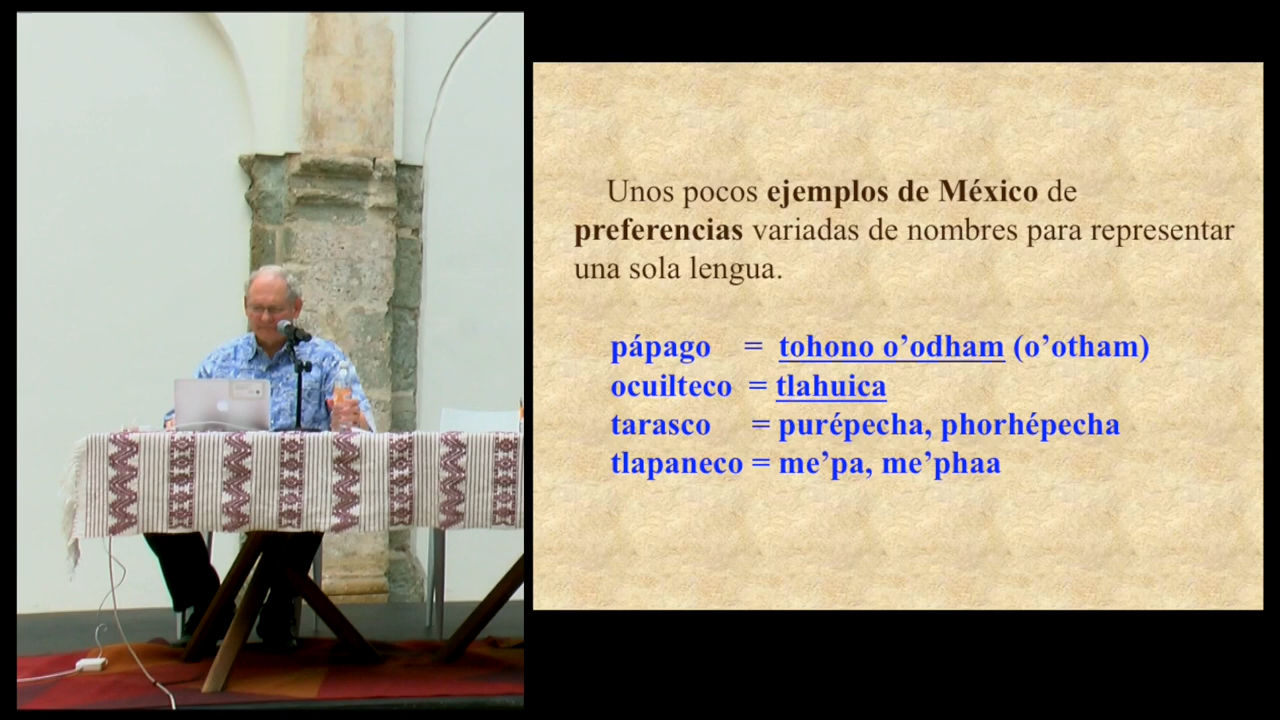 Unos pocos ejemplos de México de
preferencias variadas de nombres para representar
una sola lengua.
pápago = tohono o’odham (o’otham)
ocuilteco = tlahuica
tarasco = purépecha, phorhépecha
tlapaneco = me’pa, me’phaa